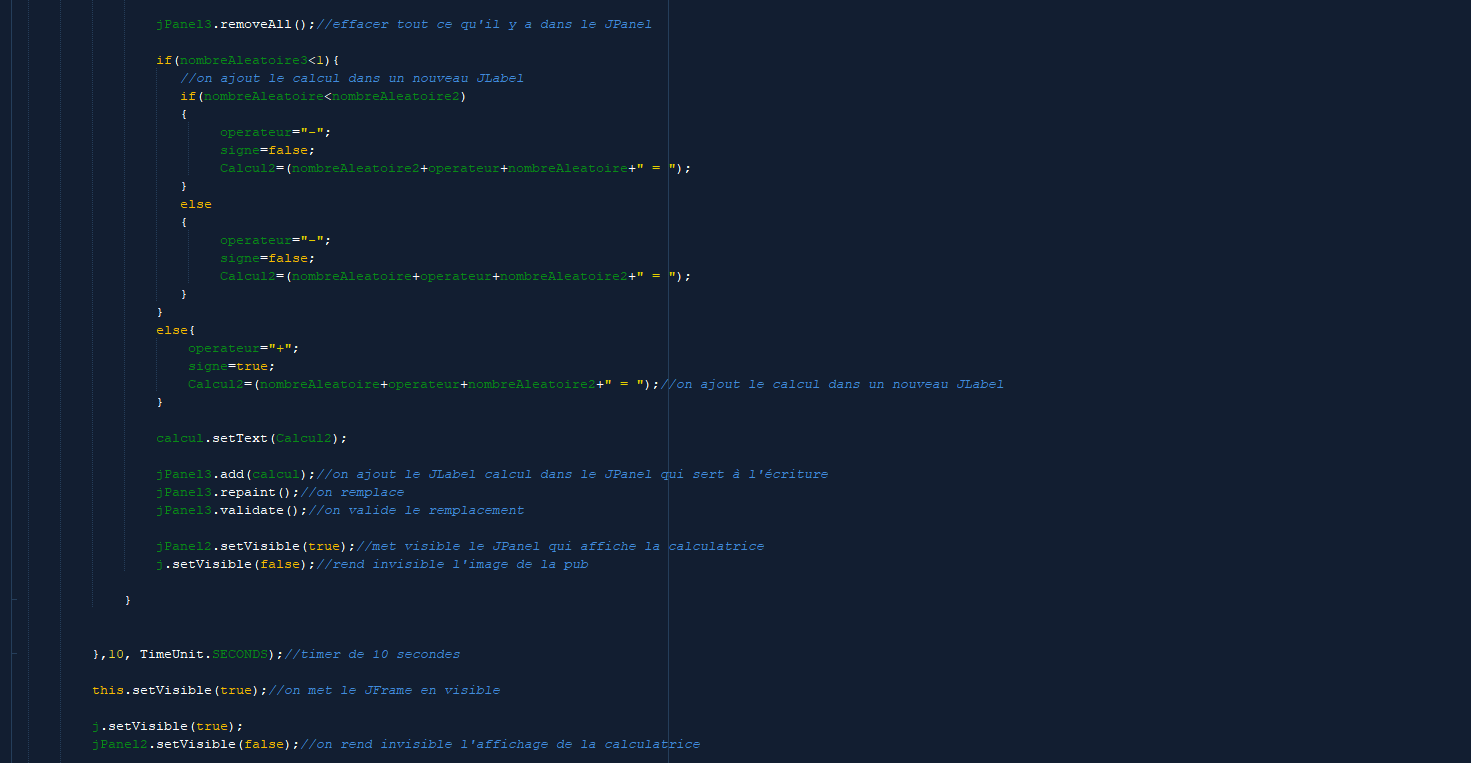 jPanel3.removeAll();//effacer tout ce qu'il y a dans le JPanel
if(nombreAleatoire3<1){
//on ajout le calcul dans un nouveau JLabel
if(nombreAleatoire<nombreAleatoire2)
{
operateur="-";
signe=false;
Calcul2=(nombreAleatoire2+operateur+nombreAleatoire+" = ");
}
else
{
operateur="-";
signe=false;
Calcul2=(nombreAleatoire+operateur+nombreAleatoire2+" = ");
}
}
else{
operateur="+";
signe=true;
Calcul2=(nombreAleatoire+operateur+nombreAleatoire2+" = ");//on ajout le calcul dans un nouveau JLabel
}
calcul.setText(Calcul2);
jPanel3.add(calcul);//on ajout le JLabel calcul dans le JPanel qui sert à l'écriture
jPanel3.repaint();//on remplace
jPanel3.validate();//on valide le remplacement
jPanel2.setVisible(true);//met visible le JPanel qui affiche la calculatrice
j.setVisible(false);//rend invisible l'image de la pub
}
},10, TimeUnit.SECONDS);//timer de 10 secondes
this.setVisible(true);//on met le JFrame en visible
j.setVisible(true);
jPanel2.setVisible(false);//on rend invisible l'affichage de la calculatrice